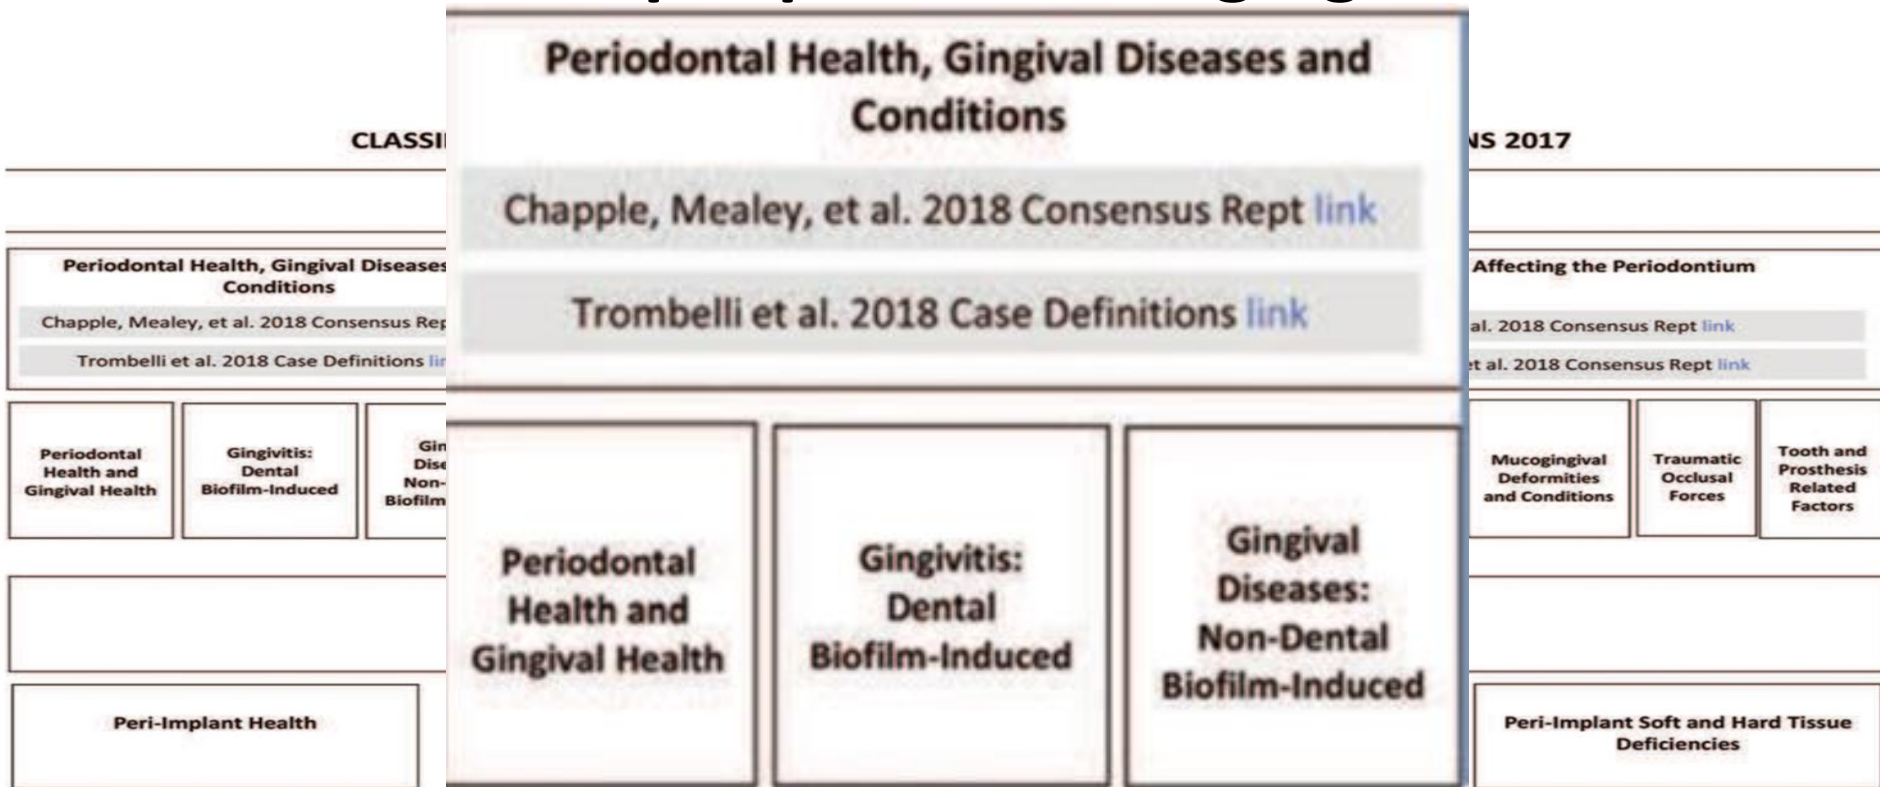 CLASSI
NS 2017
Periodontal Health, Gingival Diseases
Conditions
Chapple, Mealey, et al. 2018 Consensus Rep
Trombelli et al. 2018 Case Definitions
Periodontal
Health and
Gingival Health
Gingivitis:
Dental
Biofilm-Induced
Gin
Dise
Non-
Biofilm
Peri-Implant Health
Periodontal Health, Gingival Diseases and
Conditions
Chapple, Mealey, et al. 2018 Consensus Rept link
Trombelli et al. 2018 Case Definitions link
Periodontal
Health and
Gingival Health
Gingivitis:
Dental
Biofilm-Induced
Gingival
Diseases:
Non-Dental
Biofilm-Induced
Affecting the Periodontium
al. 2018 Consensus Rept link
et al. 2018 Consensus Rept link
Mucogingival
Deformities
and Conditions
Traumatic
Occlusal
Forces
Tooth and
Prosthesis
Related
Factors
Peri-Implant Soft and Hard Tissue
Deficiencies